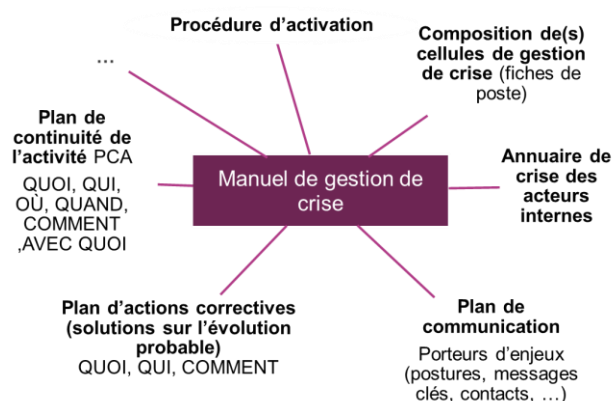 Procédure d'activation
Composition de(s)
cellules de gestion
de crise (fiches de
poste)
...
Plan de
continuité de
l'activité PCA
QUOI, QUI,
OÙ, QUAND,
COMMENT
,AVEC QUOI
Manuel de gestion de
crise
Annuaire de
crise des
acteurs
internes
Plan d'actions correctives
(solutions sur l'évolution
probable)
QUOI, QUI, COMMENT
Plan de
communication
Porteurs d'enjeux
(postures, messages
clés, contacts, ...)